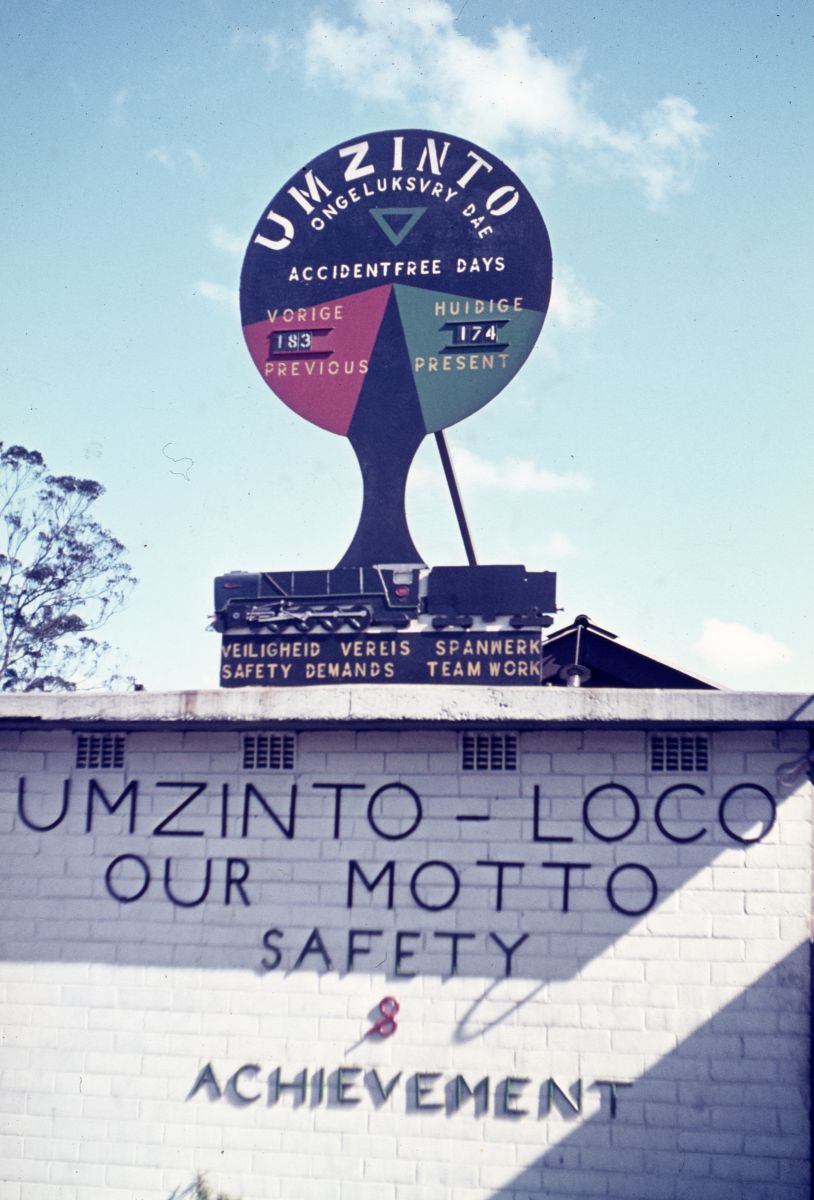 UMZINTO
ONGELUKSVRY DAE
ACCIDENTFREE DAYS
VORIGE
183
PREVIOUS
HUIDIGE
174
PRESENT
VEILIGHEID VEREIS SPANWERK
SAFETY DEMANDS TEAM WORK
UMZINTO - LOCO
OUR MOTTO
SAFETY
&
ACHIEVEMENT